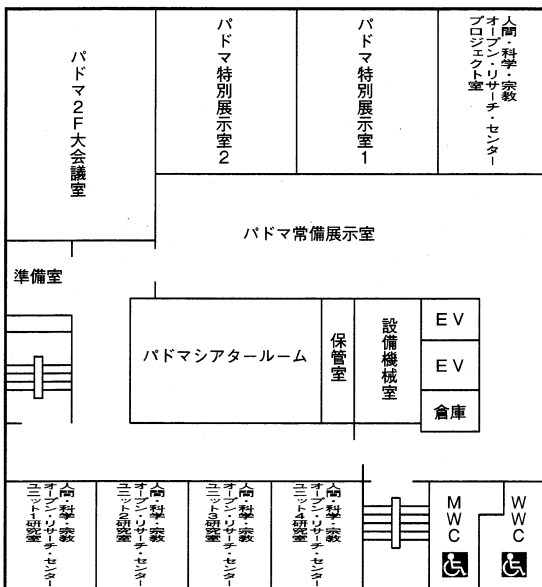 パドマ2F大会議室
パドマ特別展示室2
パドマ特別展示室1
人間・科学・宗教
オープン・リサーチ・センター
プロジェクト室
パドマ常備展示室
準備室
パドマシアタールーム
保管室
設備機械室
EV
EV
倉庫
人間・科学・宗教
オープン・リサーチ・センター
ユニット1研究室
人間・科学・宗教
オープン・リサーチ・センター
ユニット2研究室
人間・科学・宗教
オープン・リサーチ・センター
ユニット3研究室
人間・科学・宗教
オープン・リサーチ・センター
ユニット4研究室
MWC
WWC